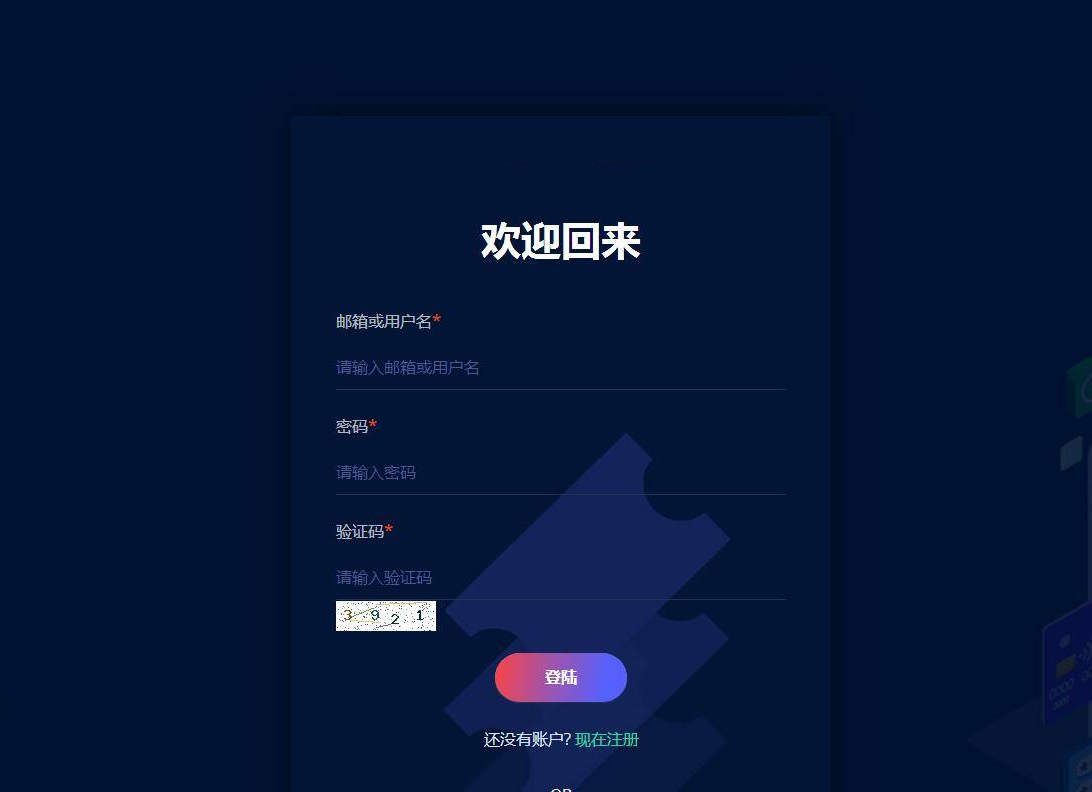 欢迎回来
邮箱或用户名*
请输入邮箱或用户名
密码*
请输入密码
验证码*
请输入验证码
3 9 2 1
登陆
还没有账户? 现在注册
OR